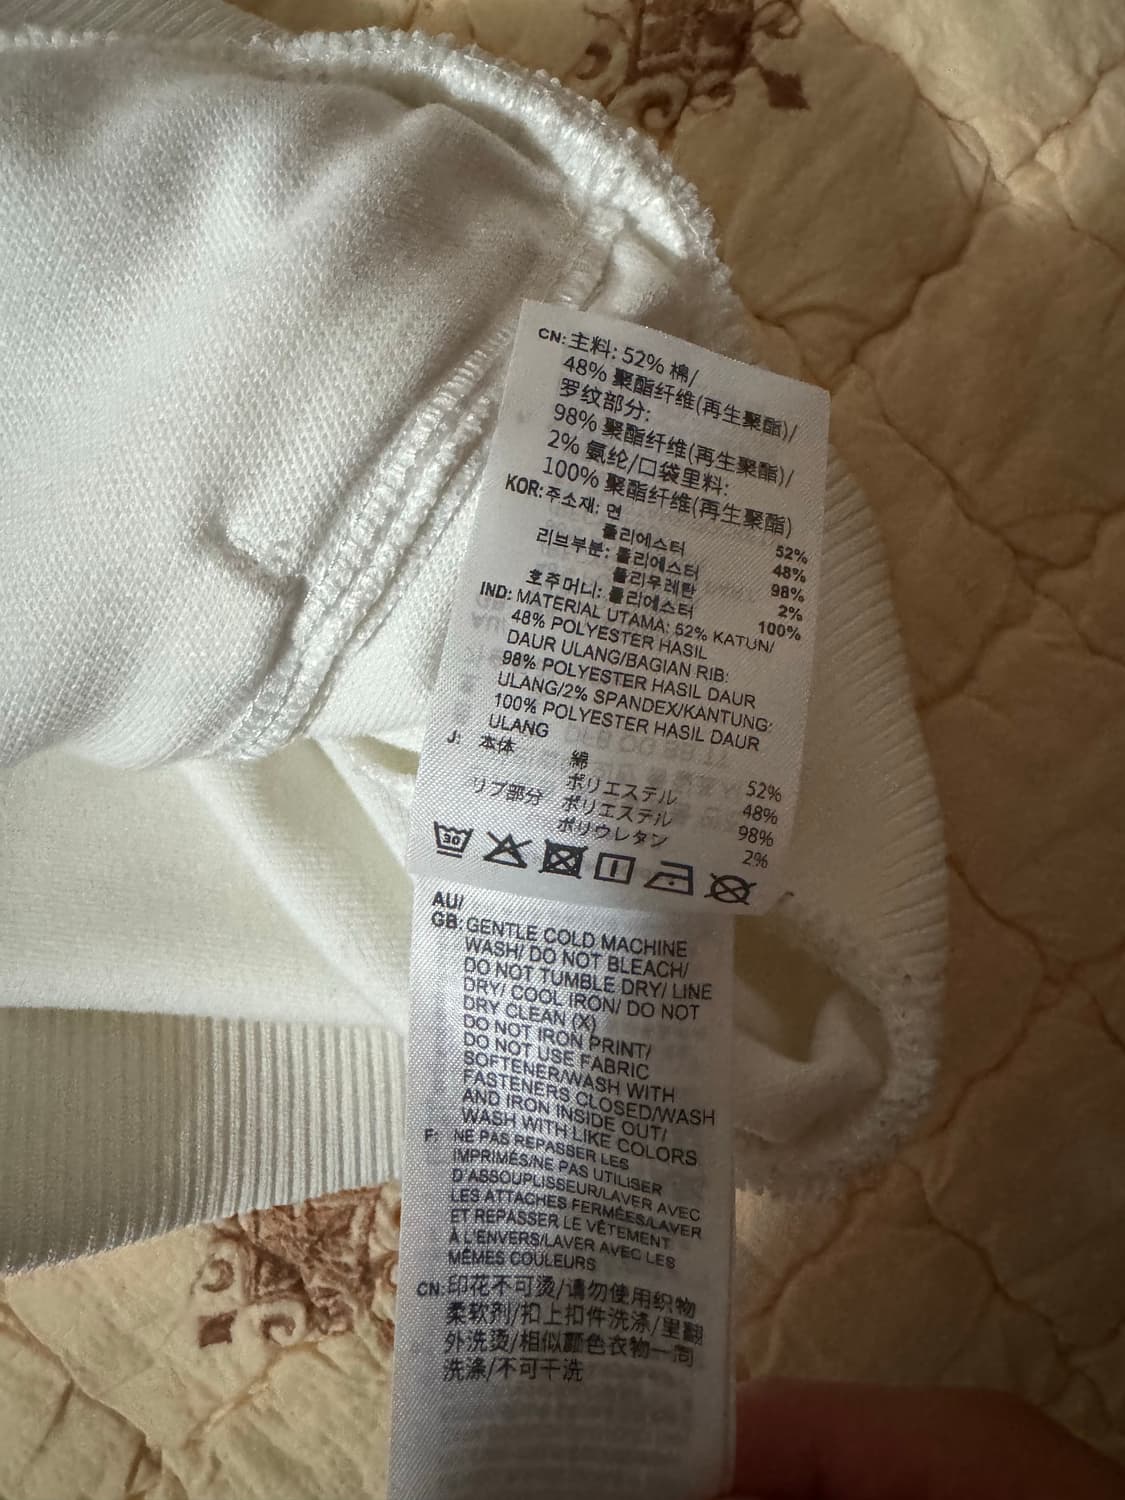 CN: 主料: 52% 棉/
48% 聚酯纤维(再生聚酯)/
罗纹部分:
98% 聚酯纤维(再生聚酯)/
2% 氨纶/口袋里料:
100% 聚酯纤维(再生聚酯)
KOR: 주소재: 면 52%
폴리에스터 48%
리브부분: 폴리에스터 98%
폴리우레탄 2%
호주머니: 폴리에스터 100%
IND: MATERIAL UTAMA: 52% KATUN/
48% POLYESTER HASIL
DAUR ULANG/BAGIAN RIB:
98% POLYESTER HASIL DAUR
ULANG/2% SPANDEX/KANTUNG:
100% POLYESTER HASIL DAUR
ULANG
J: 本体 綿 52%
ポリエステル 48%
リブ部分 ポリエステル 98%
ポリウレタン 2%
30
AU/
GB: GENTLE COLD MACHINE
WASH/ DO NOT BLEACH/
DO NOT TUMBLE DRY/ LINE
DRY/ COOL IRON/ DO NOT
DRY CLEAN (X)
DO NOT IRON PRINT/
DO NOT USE FABRIC
SOFTENER/WASH WITH
FASTENERS CLOSED/WASH
AND IRON INSIDE OUT/
WASH WITH LIKE COLORS
F: NE PAS REPASSER LES
IMPRIMÉS/NE PAS UTILISER
D'ASSOUPLISSEUR/LAVER AVEC
LES ATTACHES FERMÉES/LAVER
ET REPASSER LE VÊTEMENT
À L'ENVERS/LAVER AVEC LES
MÊMES COULEURS
CN: 印花不可烫/请勿使用织物
柔软剂/扣上扣件洗涤/里翻
外洗烫/相似颜色衣物一同
洗涤/不可干洗